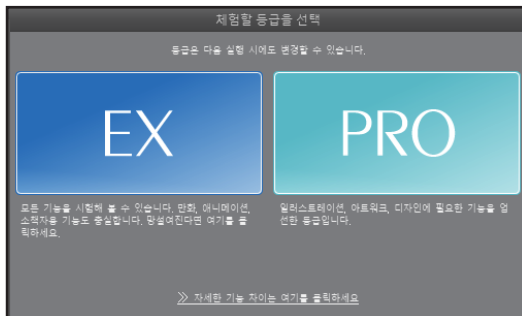 체험할 등급을 선택
등급은 다음 실행 시에도 변경할 수 있습니다.
EX
PRO
모든 기능을 시험해 볼 수 있습니다. 만화, 애니메이션,
소책자용 기능도 충실합니다. 망설여진다면 여기를 클
릭하세요.
일러스트레이션, 아트워크, 디자인에 필요한 기능을 엄
선한 등급입니다.
≫ 자세한 기능 차이는 여기를 클릭하세요